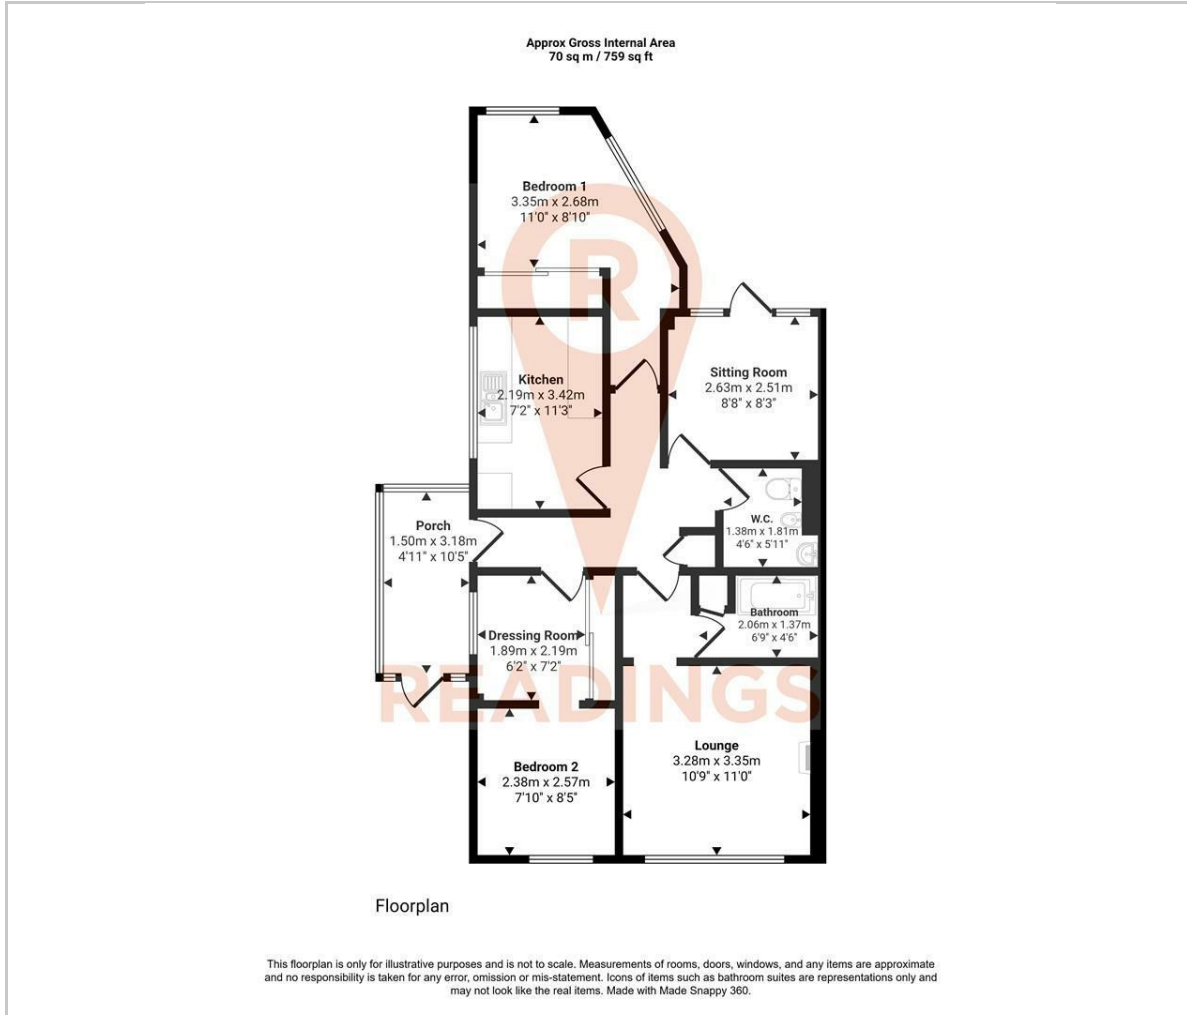 Approx Gross Internal Area
70 sq m / 759 sq ft
Bedroom 1
3.35m x 2.68m
11'0" x 8'10"
R
Kitchen
2.19m x 3.42m
7'2" x 11'3"
Sitting Room
2.63m x 2.51m
8'8" x 8'3"
Porch
1.50m x 3.18m
4'11" x 10'5"
W.C.
1.38m x 1.81m
4'6" x 5'11"
Bathroom
2.06m x 1.37m
6'9" x 4'6"
Dressing Room
1.89m x 2.19m
6'2" x 7'2"
READINGS
Bedroom 2
2.38m x 2.57m
7'10" x 8'5"
Lounge
3.28m x 3.35m
10'9" x 11'0"
Floorplan
This floorplan is only for illustrative purposes and is not to scale. Measurements of rooms, doors, windows, and any items are approximate
and no responsibility is taken for any error, omission or mis-statement. Icons of items such as bathroom suites are representations only and
may not look like the real items. Made with Made Snappy 360.